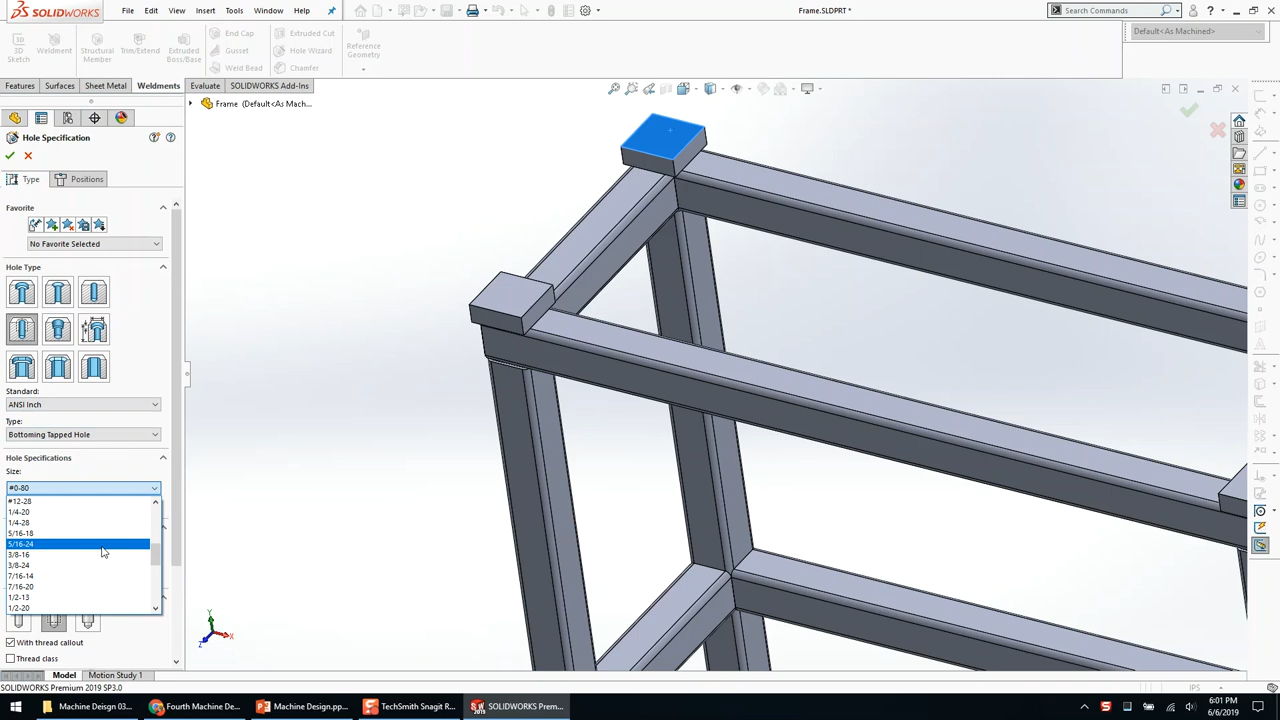 SOLIDWORKS
File Edit View Insert Tools Window Help
Frame.SLDPRT *
Search Commands
3D Sketch
Weldment
Structural Member
Trim/Extend
Extruded Boss/Base
End Cap
Gusset
Weld Bead
Extruded Cut
Hole Wizard
Chamfer
Reference Geometry
Default<As Machined>
Features Surfaces Sheet Metal Weldments Evaluate SOLIDWORKS Add-Ins
Frame (Default<As Mach...
Hole Specification
Type Positions
Favorite
No Favorite Selected
Hole Type
Standard:
ANSI Inch
Type:
Bottoming Tapped Hole
Hole Specifications
Size:
#0-80
#12-28
1/4-20
1/4-28
5/16-18
5/16-24
3/8-16
3/8-24
7/16-14
7/16-20
1/2-13
1/2-20
With thread callout
Thread class
Y
X
Z
Model Motion Study 1
SOLIDWORKS Premium 2019 SP3.0
IPS
Machine Deisgn 03...
Fourth Machine De...
Machine Design.pp...
TechSmith Snagit R...
SOLIDWORKS Prem...
6:01 PM
6/6/2019